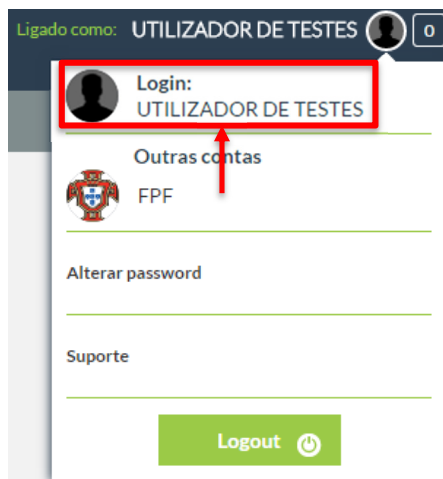 Ligado como: UTILIZADOR DE TESTES 0
Login:
UTILIZADOR DE TESTES
Outras contas
FPF
Alterar password
Suporte
Logout